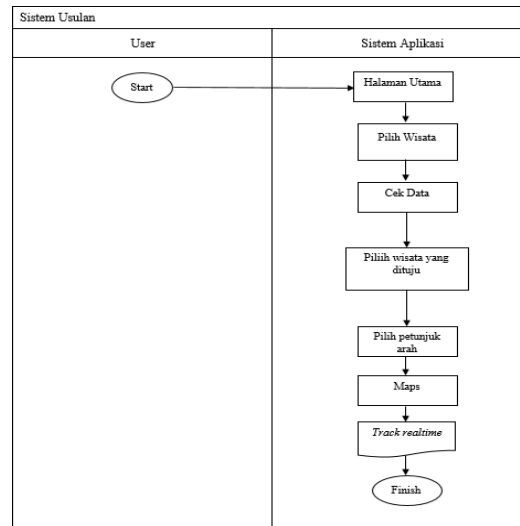 Sistem Usulan
User
Sistem Aplikasi
Start
Halaman Utama
Pilih Wisata
Cek Data
Piliih wisata yang
dituju
Pilih petunjuk
arah
Maps
Track realtime
Finish